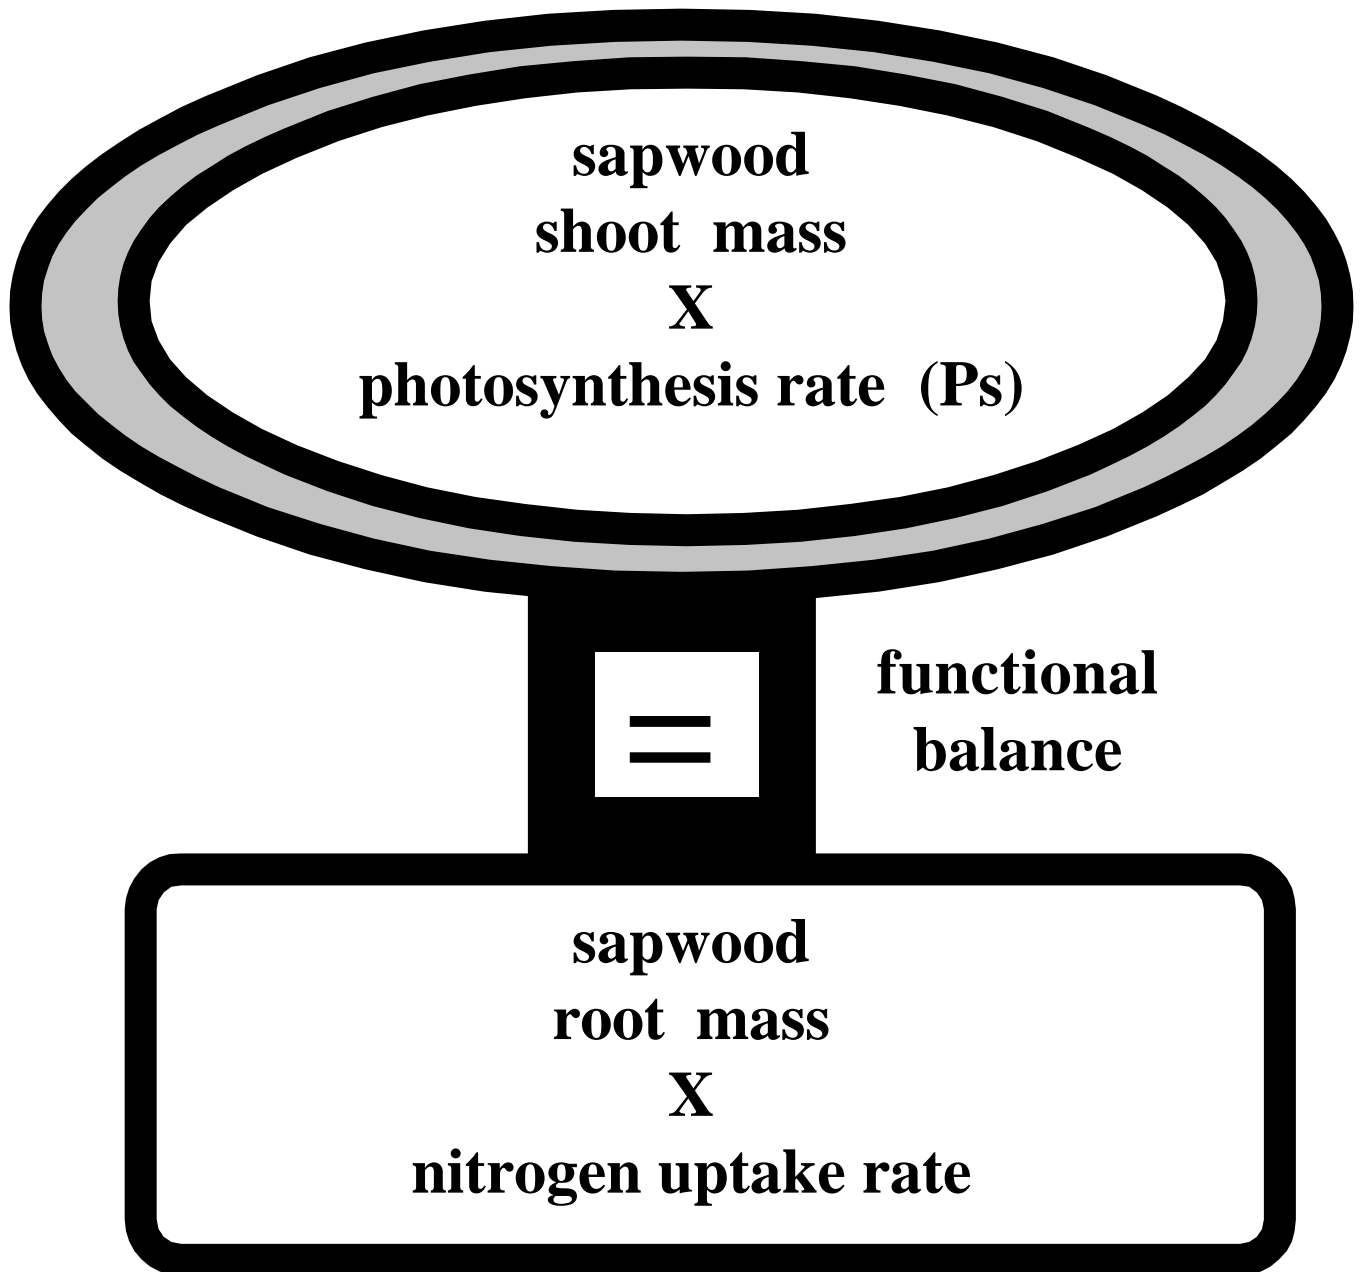 sapwood
shoot mass
X
photosynthesis rate (Ps)
=
functional
balance
sapwood
root mass
X
nitrogen uptake rate